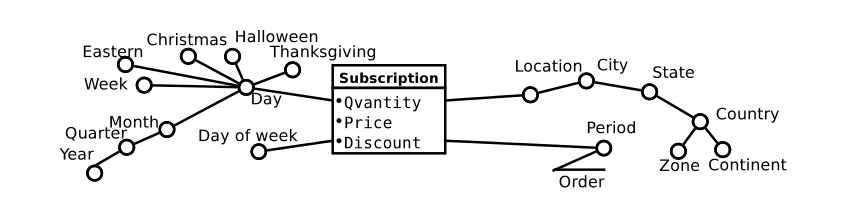 Halloween
Christmas
Eastern
Thanksgiving
Location
City
State
Subscription
Week
Day
•Qvantity
Country
Month
•Price
Quarter
Day of week
Period
•Discount
Year
Zone
Continent
Order